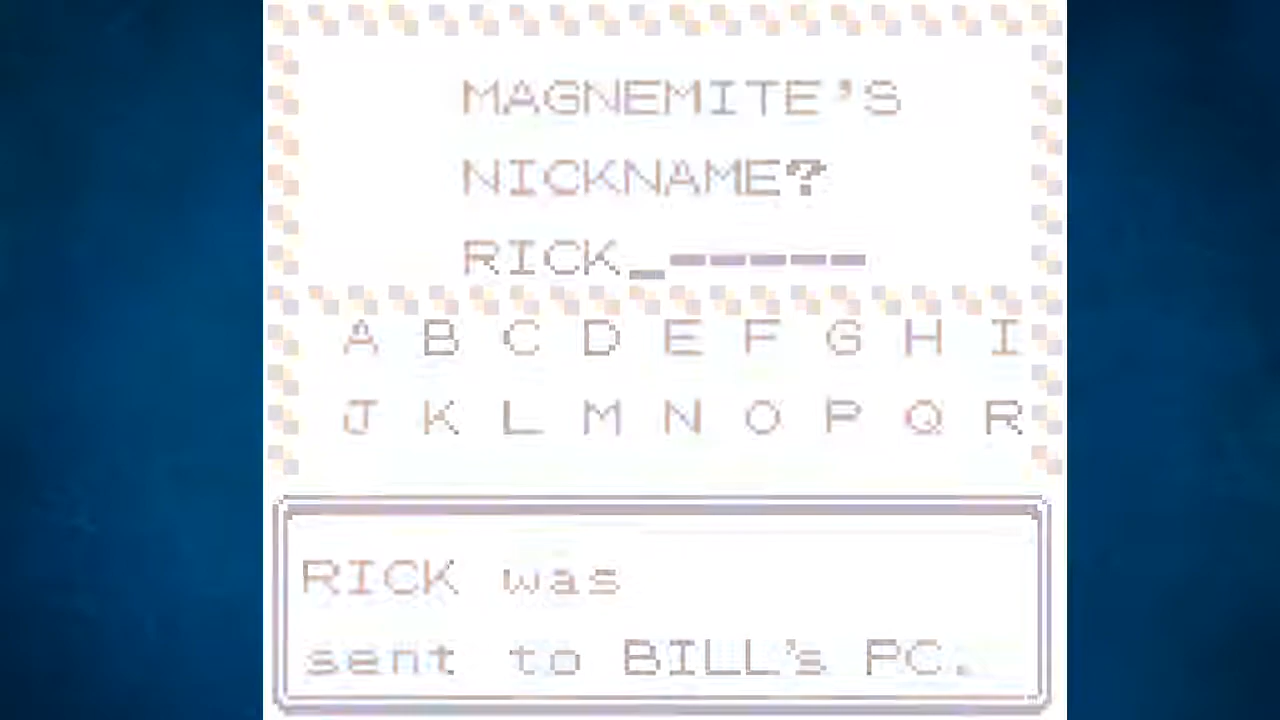 MAGNEMITE'S
NICKNAME?
RICK
A B C D E F G H I
J K L M N O P Q R
RICK was
sent to BILL's PC.